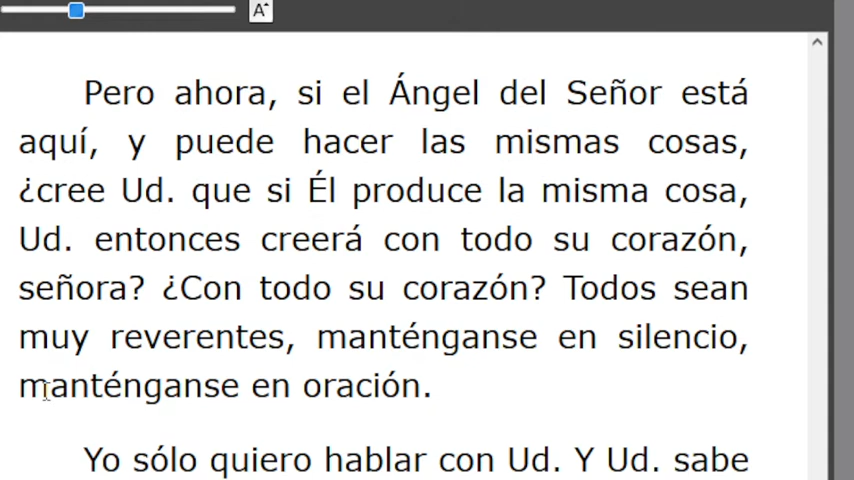 A
Pero ahora, si el Ángel del Señor está
aquí, y puede hacer las mismas cosas,
¿cree Ud. que si Él produce la misma cosa,
Ud. entonces creerá con todo su corazón,
señora? ¿Con todo su corazón? Todos sean
muy reverentes, manténganse en silencio,
manténganse en oración.
Yo sólo quiero hablar con Ud. Y Ud. sabe